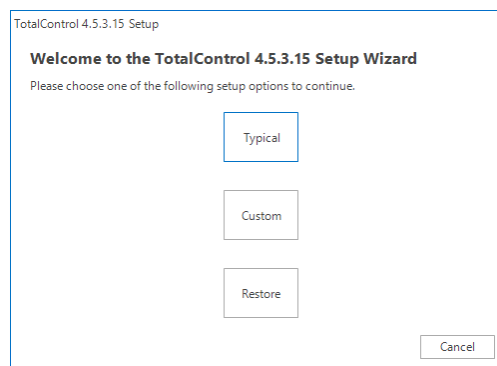 TotalControl 4.5.3.15 Setup
Welcome to the TotalControl 4.5.3.15 Setup Wizard
Please choose one of the following setup options to continue.
Typical
Custom
Restore
Cancel